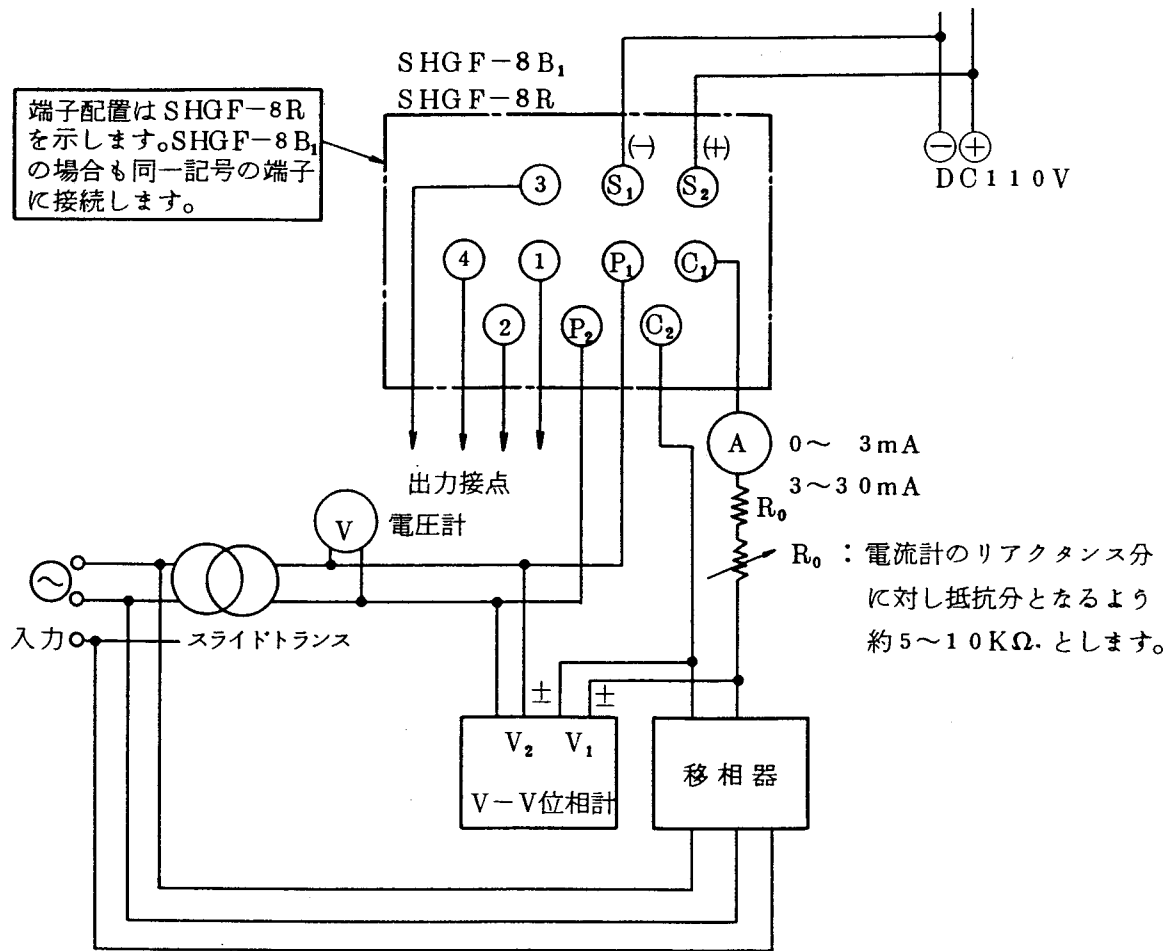 SHGF-8B₁
SHGF-8R
端子配置はSHGF-8R
を示します。SHGF-8B₁
の場合も同一記号の端子
に接続します。
(-) (+)
⊖ ⊕
DC110V
3 S₁ S₂
4 1 P₁ C₁
2 P₂ C₂
A
0〜 3mA
3〜30mA
出力接点
R₀
V
電圧計
R₀ : 電流計のリアクタンス分
に対し抵抗分となるよう
約5〜10KΩ.とします。
〜
入力
スライドトランス
± ±
V₂ V₁
V-V位相計
移相器